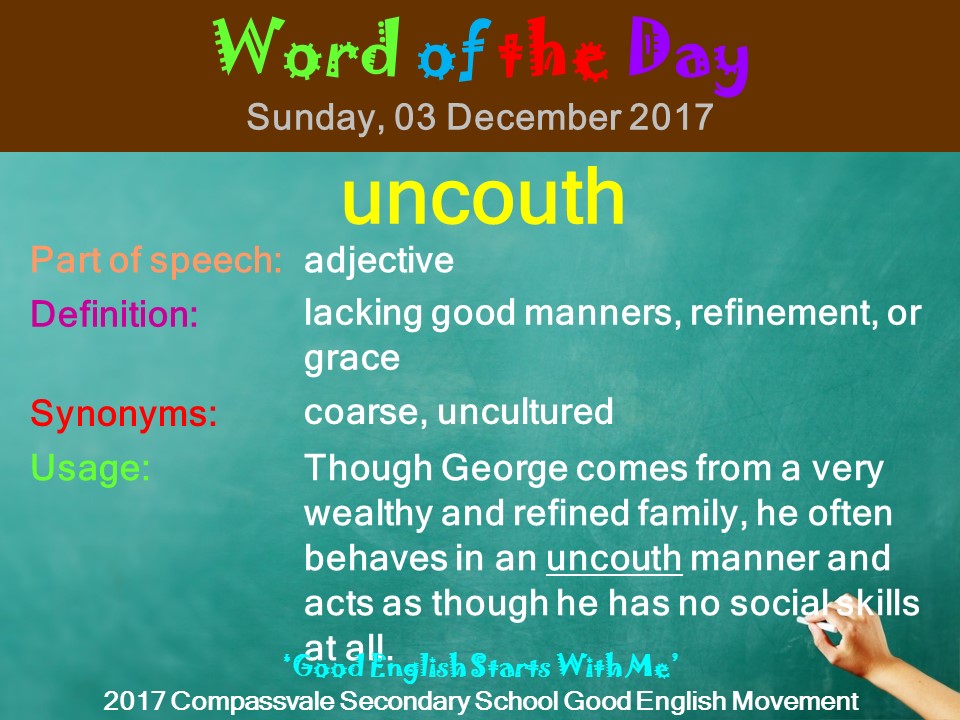 Word of the Day
Sunday, 03 December 2017
uncouth
Part of speech: adjective
Definition: lacking good manners, refinement, or
grace
Synonyms: coarse, uncultured
Usage: Though George comes from a very
wealthy and refined family, he often
behaves in an uncouth manner and
acts as though he has no social skills
at all.
‘Good English Starts With Me’
2017 Compassvale Secondary School Good English Movement